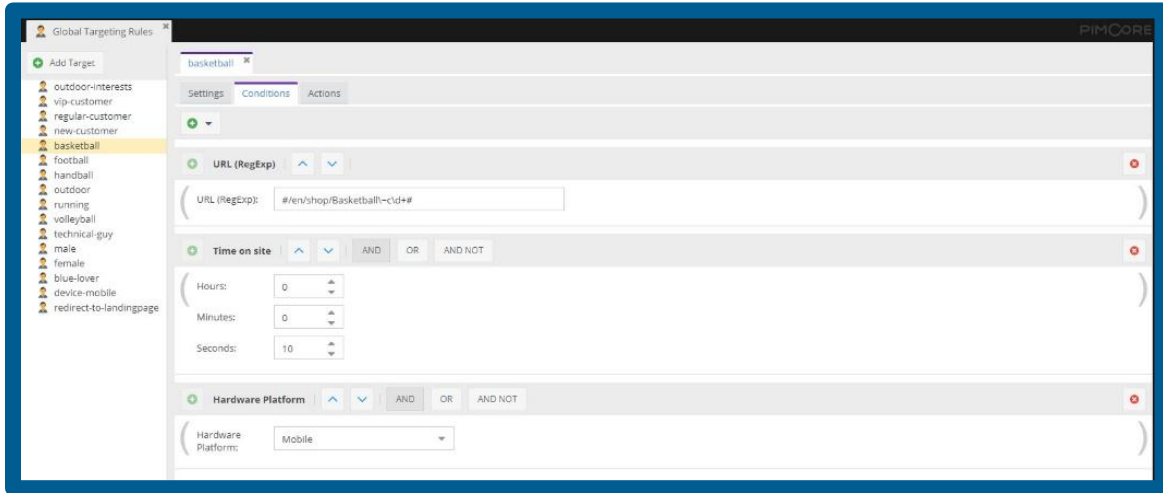 Global Targeting Rules
PIMCORE
Add Target
basketball
outdoor-interests
vip-customer
regular-customer
new-customer
basketball
football
handball
outdoor
running
volleyball
technical-guy
male
female
blue-lover
device-mobile
redirect-to-landingpage
Settings Conditions Actions
URL (RegExp)
URL (RegExp): #/en/shop/Basketball\~c\d+#
Time on site AND OR AND NOT
Hours: 0
Minutes: 0
Seconds: 10
Hardware Platform AND OR AND NOT
Hardware
Platform: Mobile